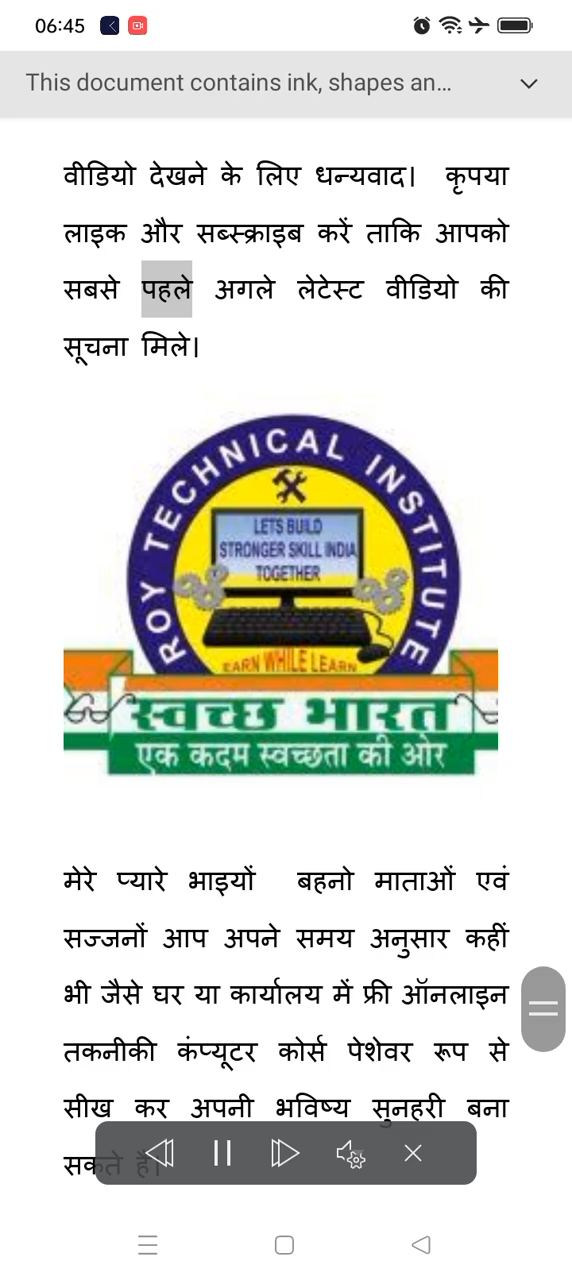 06:45
This document contains ink, shapes an...
वीडियो देखने के लिए धन्यवाद। कृपया
लाइक और सब्स्क्राइब करें ताकि आपको
सबसे पहले अगले लेटेस्ट वीडियो की
सूचना मिले।
ROY TECHNICAL INSTITUTE
LETS BUILD
STRONGER SKILL INDIA
TOGETHER
EARN WHILE LEARN
स्वच्छ भारत
एक कदम स्वच्छता की ओर
मेरे प्यारे भाइयों बहनो माताओं एवं
सज्जनों आप अपने समय अनुसार कहीं
भी जैसे घर या कार्यालय में फ्री ऑनलाइन
तकनीकी कंप्यूटर कोर्स पेशेवर रूप से
सीख कर अपनी भविष्य सुनहरी बना
सकते हैं।